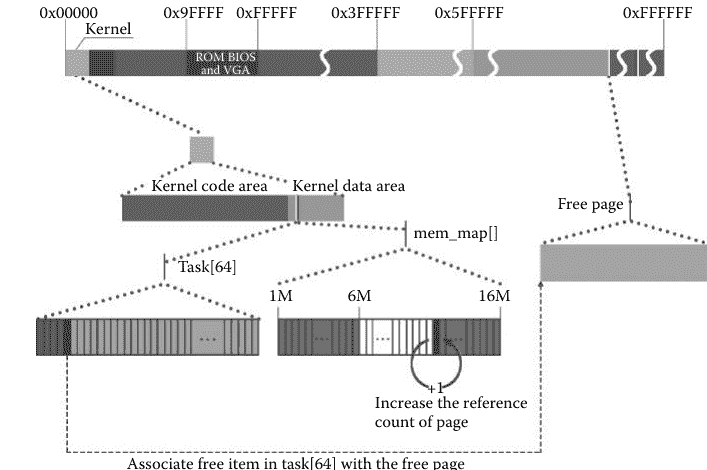 0x00000 0x9FFFF 0xFFFFF 0x3FFFFF 0x5FFFFF 0xFFFFFF
Kernel
ROM BIOS
and VGA
Kernel code area Kernel data area
Free page
mem_map[]
Task[64]
1M 6M 16M
...
...
...
...
+1
Increase the reference
count of page
Associate free item in task[64] with the free page